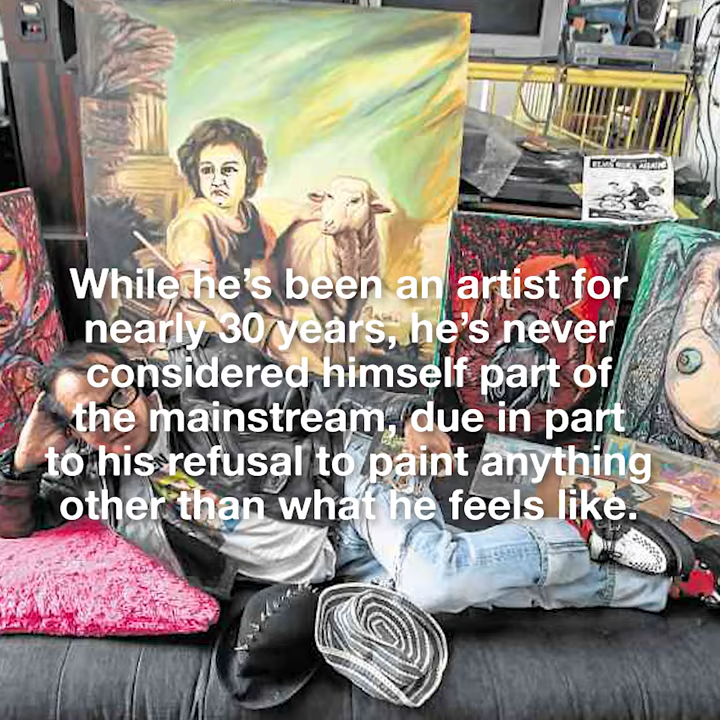 While he's been an artist for
nearly 30 years, he's never
considered himself part of
the mainstream, due in part
to his refusal to paint anything
other than what he feels like.